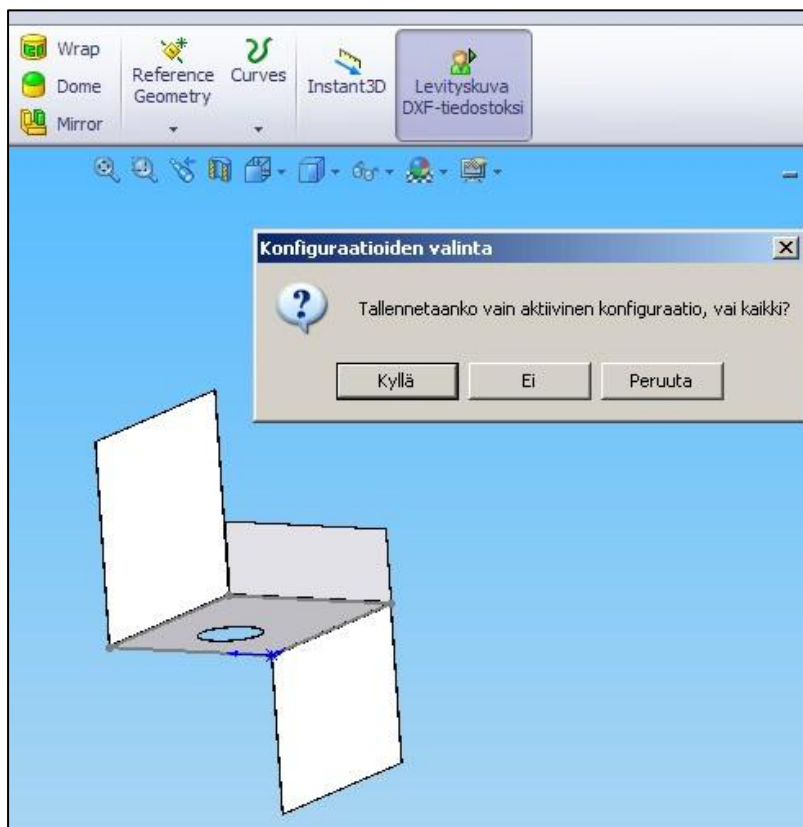 Wrap
Dome
Mirror
Reference
Geometry
Curves
Instant3D
Levityskuva
DXF-tiedostoksi
Konfiguraatioiden valinta
Tallennetaanko vain aktiivinen konfiguraatio, vai kaikki?
Kyllä
Ei
Peruuta